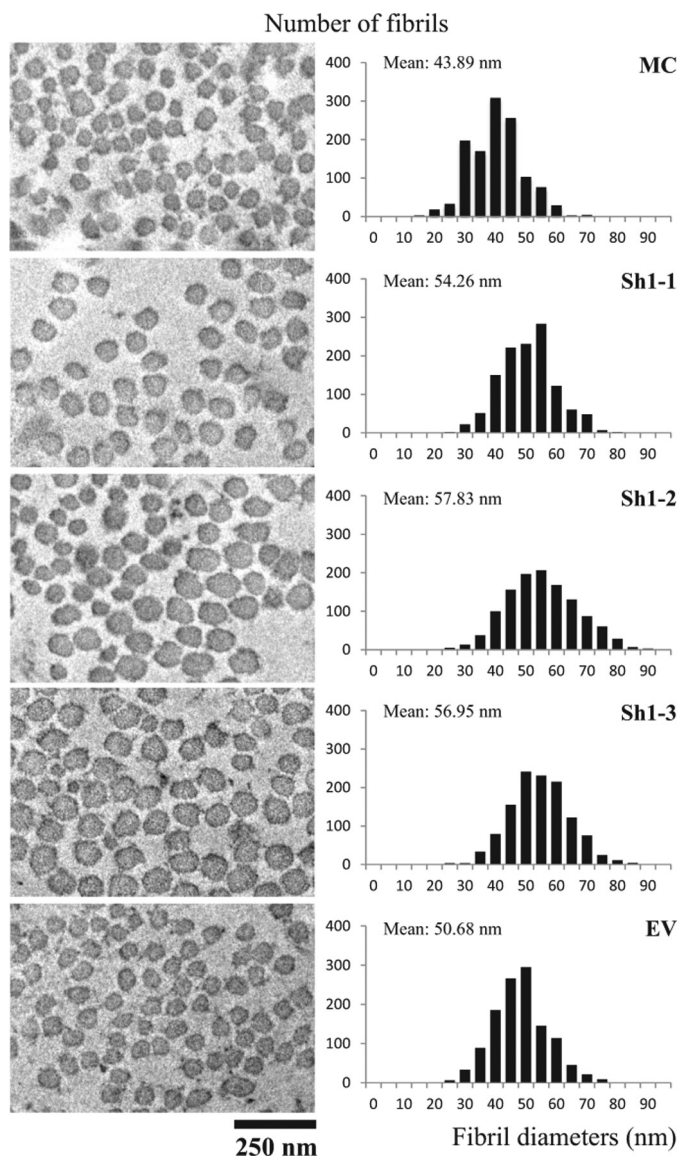 Number of fibrils
Mean: 43.89 nm
MC
400
300
200
100
0
0 10 20 30 40 50 60 70 80 90
Mean: 54.26 nm
Sh1-1
400
300
200
100
0
0 10 20 30 40 50 60 70 80 90
Mean: 57.83 nm
Sh1-2
400
300
200
100
0
0 10 20 30 40 50 60 70 80 90
Mean: 56.95 nm
Sh1-3
400
300
200
100
0
0 10 20 30 40 50 60 70 80 90
Mean: 50.68 nm
EV
400
300
200
100
0
0 10 20 30 40 50 60 70 80 90
250 nm
Fibril diameters (nm)